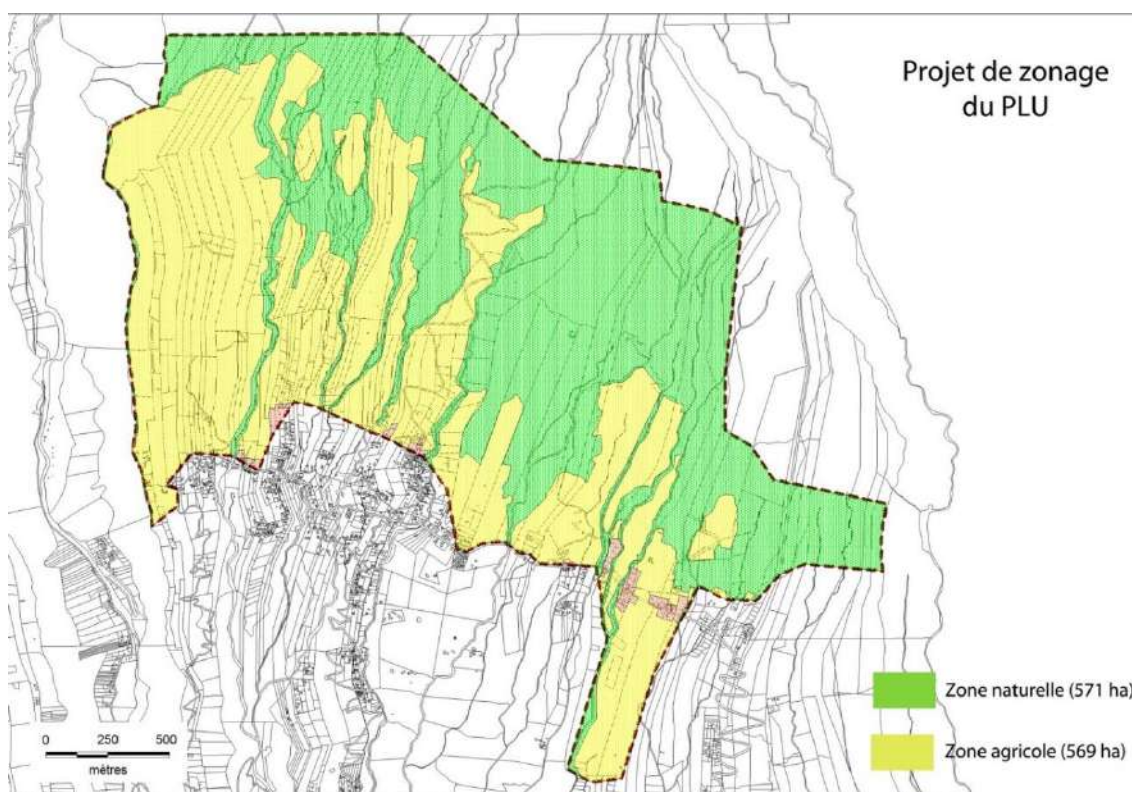 Projet de zonage
du PLU
Zone naturelle (571 ha)
0 250 500
mètres
Zone agricole (569 ha)